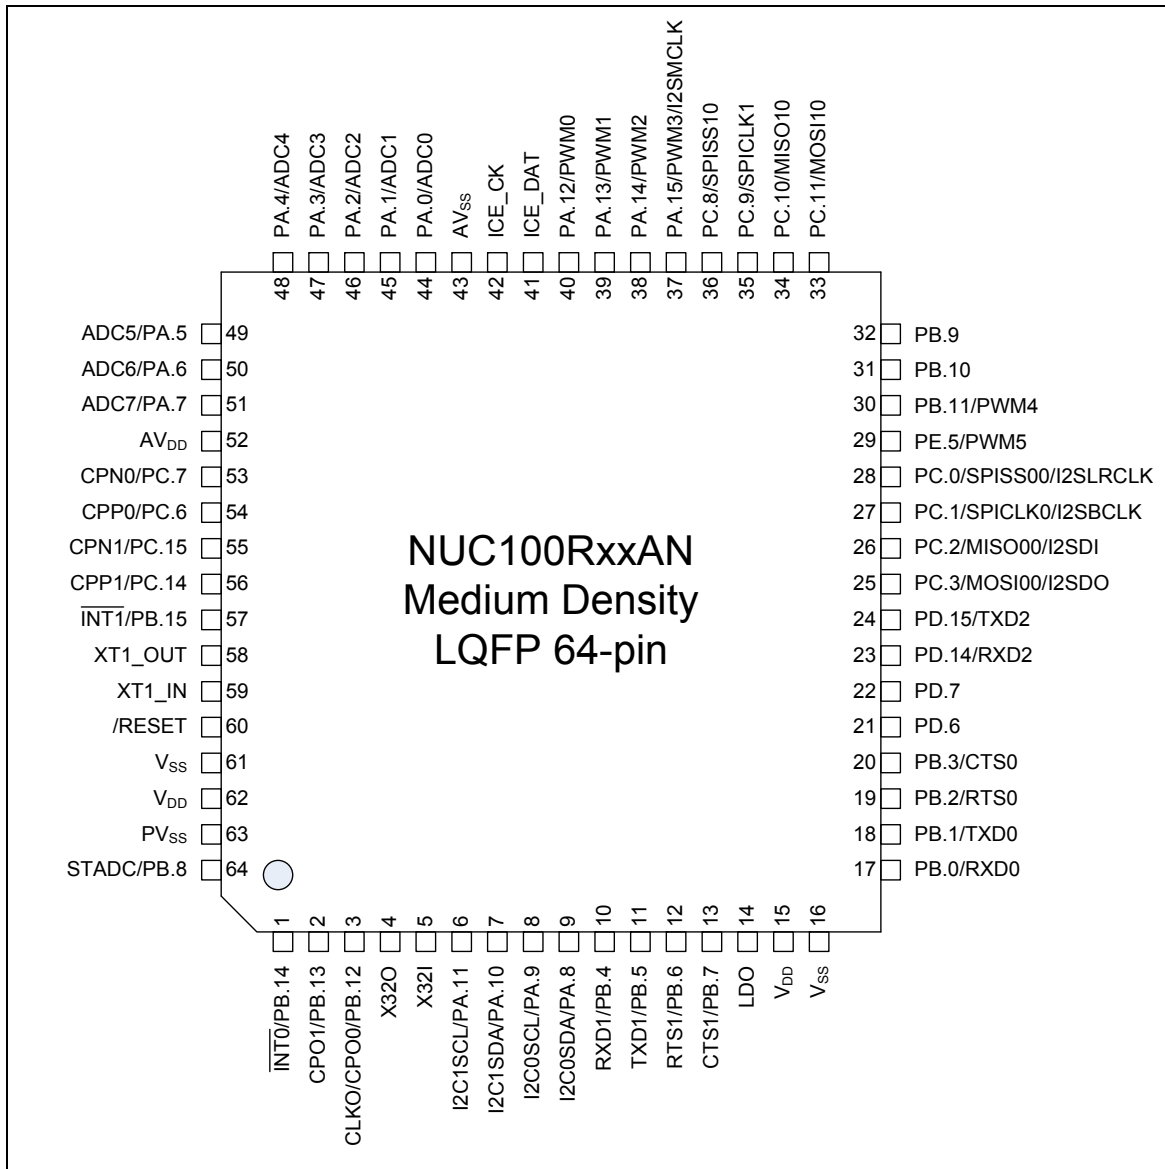 PA.4/ADC4
PA.3/ADC3
PA.2/ADC2
PA.1/ADC1
PA.0/ADC0
AVSS
ICE_CK
ICE_DAT
PA.12/PWM0
PA.13/PWM1
PA.14/PWM2
PA.15/PWM3/I2SMCLK
PC.8/SPISS10
PC.9/SPICLK1
PC.10/MISO10
PC.11/MOSI10
48
47
46
45
44
43
42
41
40
39
38
37
36
35
34
33
ADC5/PA.5 49
ADC6/PA.6 50
ADC7/PA.7 51
AVDD 52
CPN0/PC.7 53
CPP0/PC.6 54
CPN1/PC.15 55
CPP1/PC.14 56
INT1/PB.15 57
XT1_OUT 58
XT1_IN 59
/RESET 60
VSS 61
VDD 62
PVSS 63
STADC/PB.8 64
NUC100RxxAN
Medium Density
LQFP 64-pin
32 PB.9
31 PB.10
30 PB.11/PWM4
29 PE.5/PWM5
28 PC.0/SPISS00/I2SLRCLK
27 PC.1/SPICLK0/I2SBCLK
26 PC.2/MISO00/I2SDI
25 PC.3/MOSI00/I2SDO
24 PD.15/TXD2
23 PD.14/RXD2
22 PD.7
21 PD.6
20 PB.3/CTS0
19 PB.2/RTS0
18 PB.1/TXD0
17 PB.0/RXD0
1
2
3
4
5
6
7
8
9
10
11
12
13
14
15
16
INT0/PB.14
CPO1/PB.13
CLKO/CPO0/PB.12
X32O
X32I
I2C1SCL/PA.11
I2C1SDA/PA.10
I2C0SCL/PA.9
I2C0SDA/PA.8
RXD1/PB.4
TXD1/PB.5
RTS1/PB.6
CTS1/PB.7
LDO
VDD
VSS